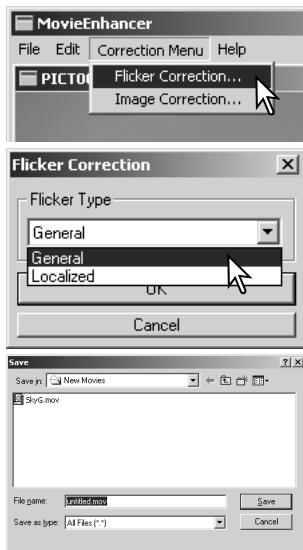 MovieEnhancer
File Edit Correction Menu Help
PICT0
Flicker Correction...
Image Correction...
Flicker Correction
Flicker Type
General
General
Localized
OK
Cancel
Save
Save in: New Movies
SkyG.mov
File name: untitled.mov Save
Save as type: All Files (*.*) Cancel